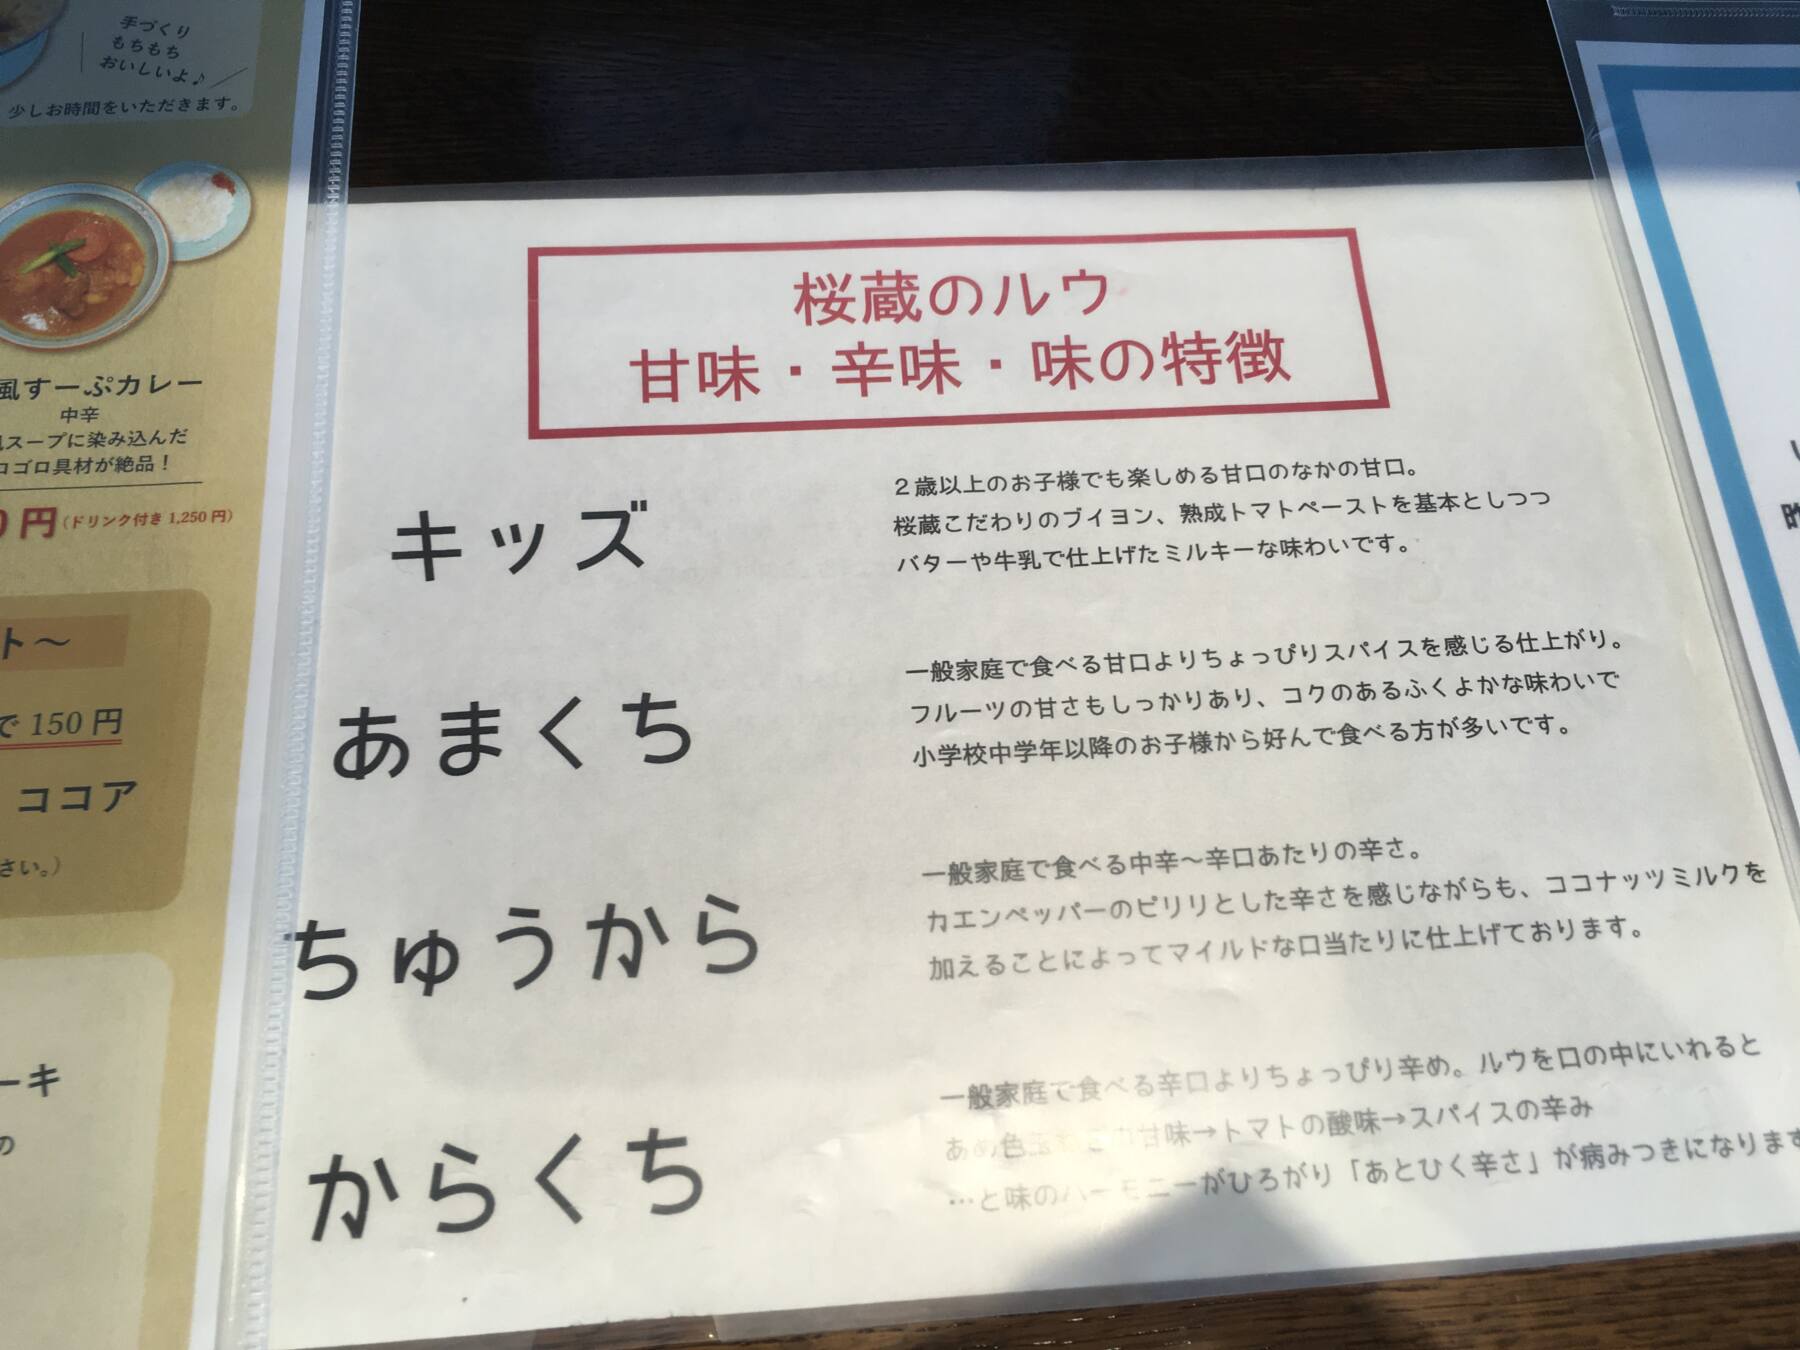 手づくり
もちもち
おいしいよ♪
少しお時間をいただきます。
風すーぷカレー
中辛
スープに染み込んだ
ロゴロ具材が絶品！
0円(ドリンク付き1,250円)
ト～
で150円
ココア
さい。)
ーキ
の
桜蔵のルウ
甘味・辛味・味の特徴
キッズ
２歳以上のお子様でも楽しめる甘口のなかの甘口。
桜蔵こだわりのブイヨン、熟成トマトペーストを基本としつつ
バターや牛乳で仕上げたミルキーな味わいです。
あまくち
一般家庭で食べる甘口よりちょっぴりスパイスを感じる仕上がり。
フルーツの甘さもしっかりあり、コクのあるふくよかな味わいで
小学校中学年以降のお子様から好んで食べる方が多いです。
ちゅうから
一般家庭で食べる中辛～辛口あたりの辛さ。
カエンペッパーのピリリとした辛さを感じながらも、ココナッツミルクを
加えることによってマイルドな口当たりに仕上げております。
からくち
一般家庭で食べる辛口よりちょっぴり辛め。ルウを口の中にいれると
あめ色玉ねぎの甘味→トマトの酸味→スパイスの辛み
…と味のハーモニーがひろがり「あとひく辛さ」が病みつきになります